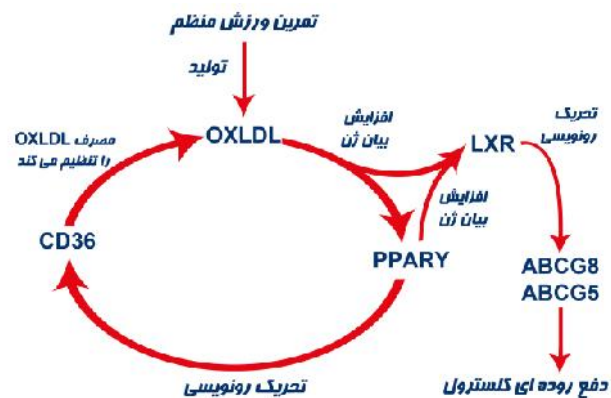 تمرین ورزش منظم
تولید
OXLDL
افزایش
بیان ژن
LXR
تحریک
رونویسی
مصرف OXLDL
را تنظیم می کند
افزایش
بیان ژن
CD36
PPARY
ABCG8
ABCG5
تحریک رونویسی
دفع روده ای کلسترول